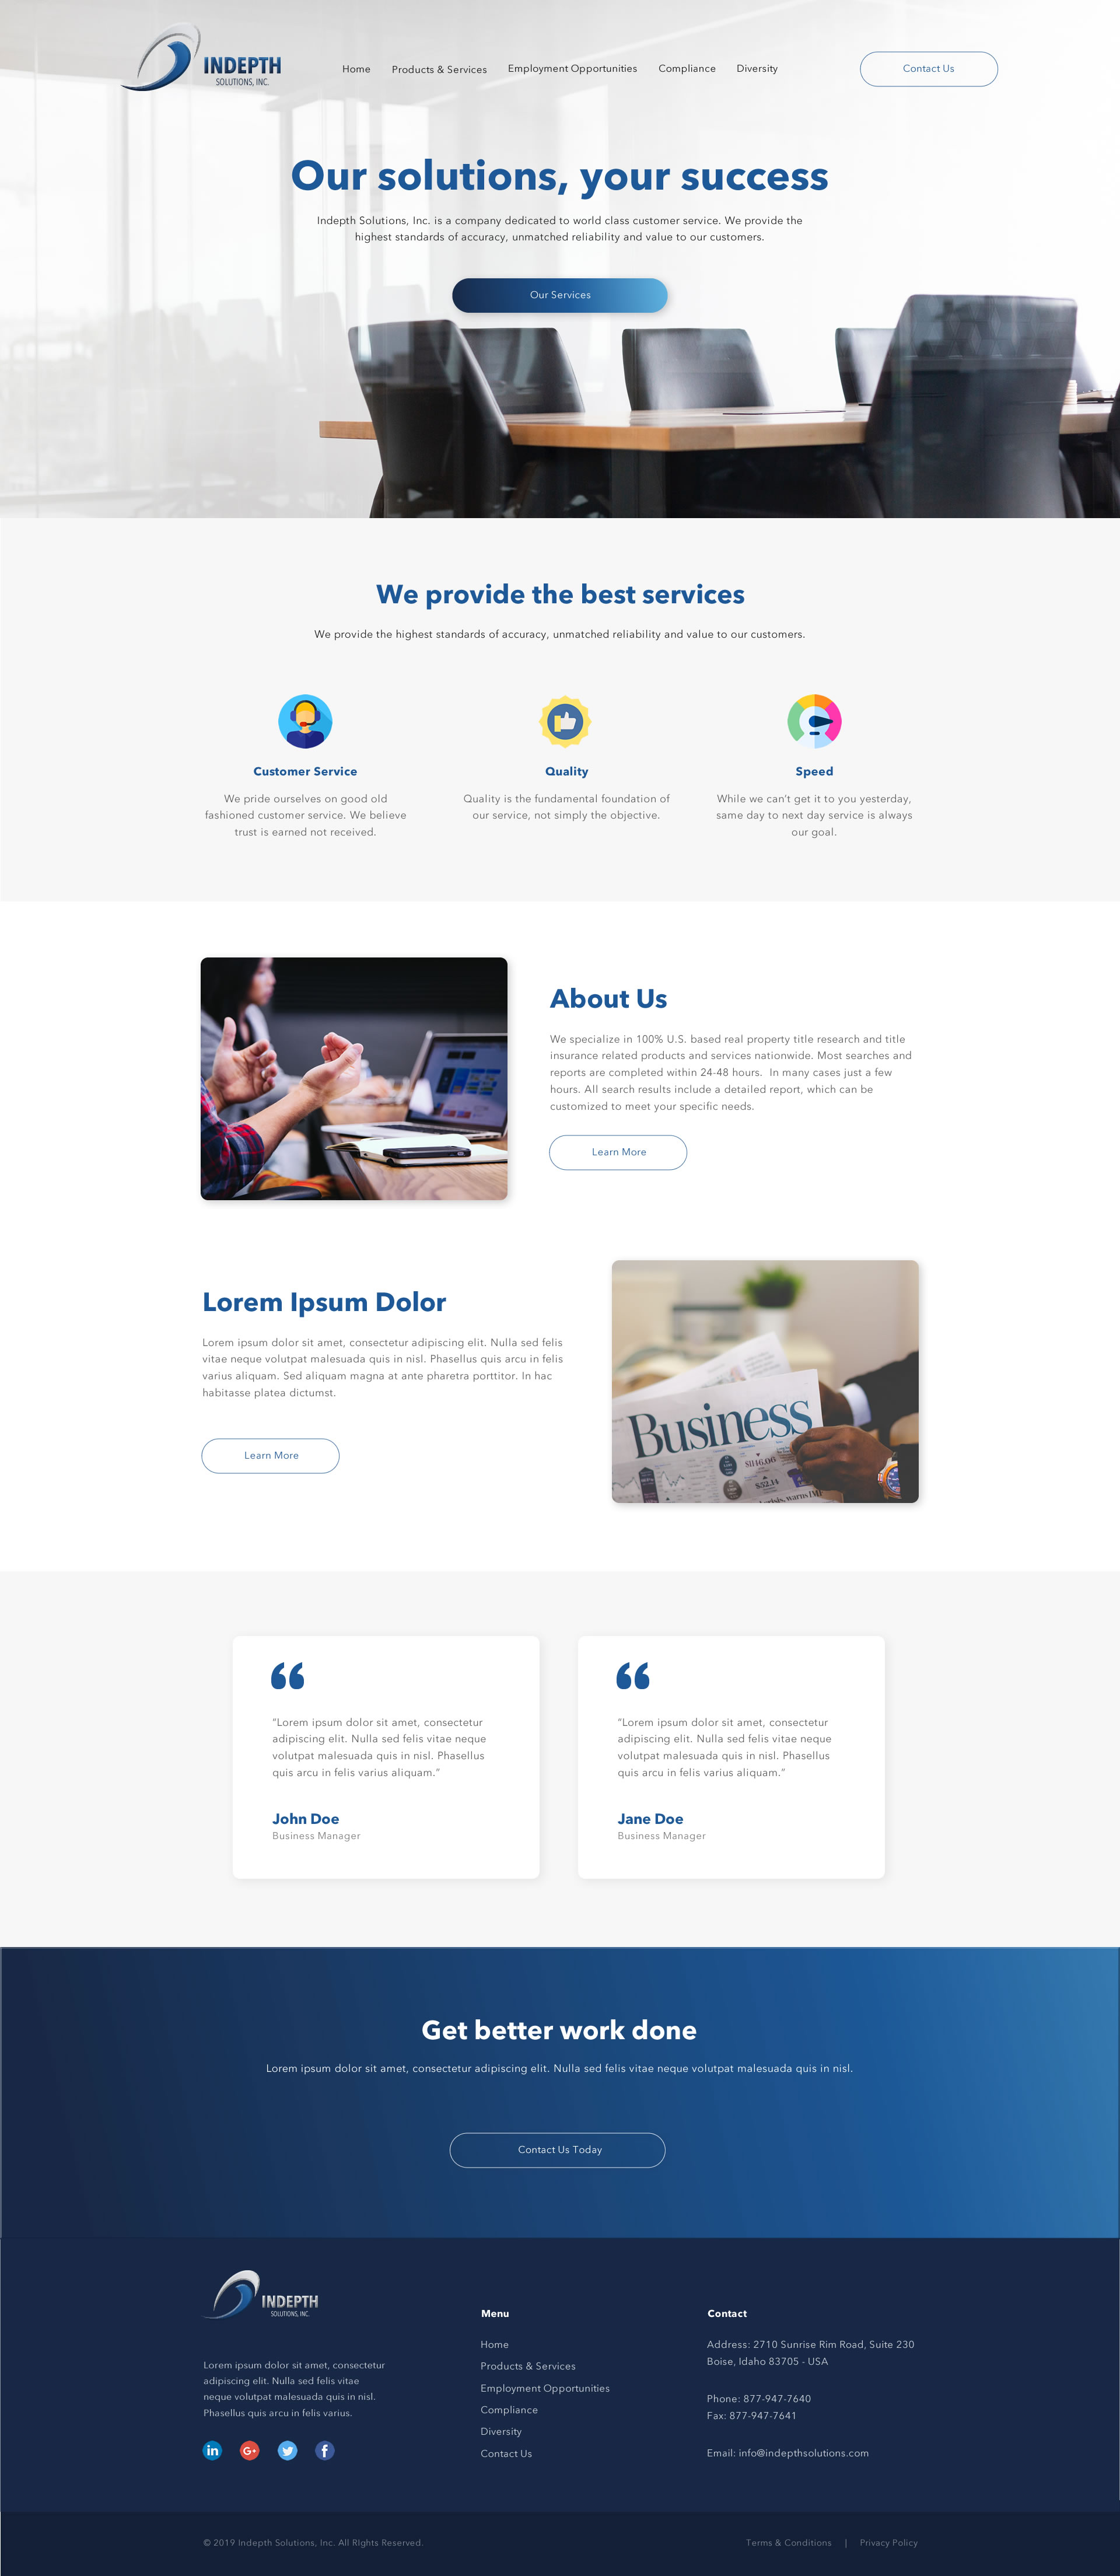 INDEPTH
SOLUTIONS, INC.
Home
Products & Services
Employment Opportunities
Compliance
Diversity
Contact Us
Our solutions, your success
Indepth Solutions, Inc. is a company dedicated to world class customer service. We provide the
highest standards of accuracy, unmatched reliability and value to our customers.
Our Services
We provide the best services
We provide the highest standards of accuracy, unmatched reliability and value to our customers.
Customer Service
We pride ourselves on good old
fashioned customer service. We believe
trust is earned not received.
Quality
Quality is the fundamental foundation of
our service, not simply the objective.
Speed
While we can't get it to you yesterday,
same day to next day service is always
our goal.
About Us
We specialize in 100% U.S. based real property title research and title
insurance related products and services nationwide. Most searches and
reports are completed within 24-48 hours.  In many cases just a few
hours. All search results include a detailed report, which can be
customized to meet your specific needs.
Learn More
Lorem Ipsum Dolor
Lorem ipsum dolor sit amet, consectetur adipiscing elit. Nulla sed felis
vitae neque volutpat malesuada quis in nisl. Phasellus quis arcu in felis
varius aliquam. Sed aliquam magna at ante pharetra porttitor. In hac
habitasse platea dictumst.
Learn More
Business
$1146.06
$52.14
“
“Lorem ipsum dolor sit amet, consectetur
adipiscing elit. Nulla sed felis vitae neque
volutpat malesuada quis in nisl. Phasellus
quis arcu in felis varius aliquam.”
John Doe
Business Manager
“
“Lorem ipsum dolor sit amet, consectetur
adipiscing elit. Nulla sed felis vitae neque
volutpat malesuada quis in nisl. Phasellus
quis arcu in felis varius aliquam.”
Jane Doe
Business Manager
Get better work done
Lorem ipsum dolor sit amet, consectetur adipiscing elit. Nulla sed felis vitae neque volutpat malesuada quis in nisl.
Contact Us Today
INDEPTH
SOLUTIONS, INC.
Lorem ipsum dolor sit amet, consectetur
adipiscing elit. Nulla sed felis vitae
neque volutpat malesuada quis in nisl.
Phasellus quis arcu in felis varius.
in
G+
f
Menu
Home
Products & Services
Employment Opportunities
Compliance
Diversity
Contact Us
Contact
Address: 2710 Sunrise Rim Road, Suite 230
Boise, Idaho 83705 - USA
Phone: 877-947-7640
Fax: 877-947-7641
Email: info@indepthsolutions.com
© 2019 Indepth Solutions, Inc. All RIghts Reserved.
Terms & Conditions | Privacy Policy